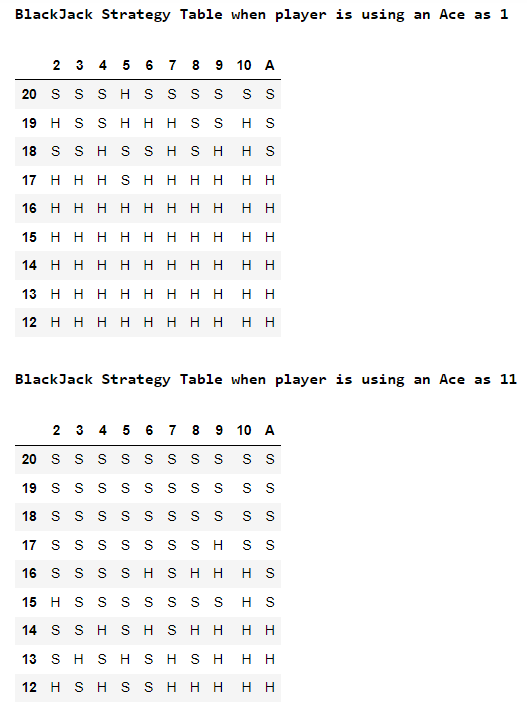 BlackJack Strategy Table when player is using an Ace as 1
2 3 4 5 6 7 8 9 10 A
20 S S S H S S S S S S
19 H S S H H H S S H S
18 S S H S S H S H H S
17 H H H S H H H H H H
16 H H H H H H H H H H
15 H H H H H H H H H H
14 H H H H H H H H H H
13 H H H H H H H H H H
12 H H H H H H H H H H
BlackJack Strategy Table when player is using an Ace as 11
2 3 4 5 6 7 8 9 10 A
20 S S S S S S S S S S
19 S S S S S S S S S S
18 S S S S S S S S S S
17 S S S S S S S H S S
16 S S S S H S H H H S
15 H S S S S S S S H S
14 S S H S H S H H H H
13 S H S H S H S H H H
12 H S H S S H H H H H